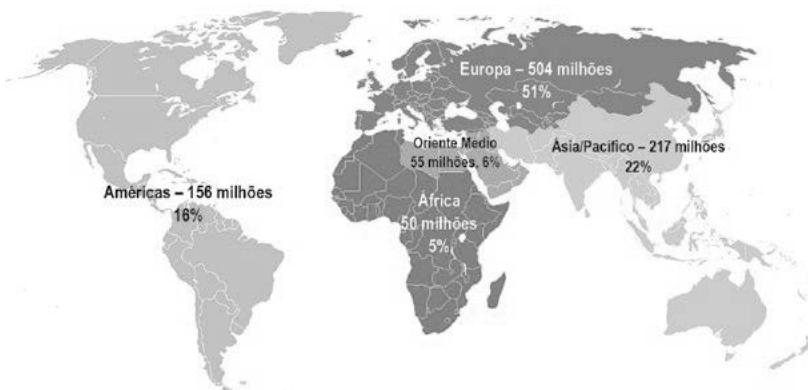 Europa – 504 milhões
51%
Oriente Medio
55 milhões, 6%
Ásia/Pacífico – 217 milhões
22%
Américas – 156 milhões
16%
África
50 milhões
5%